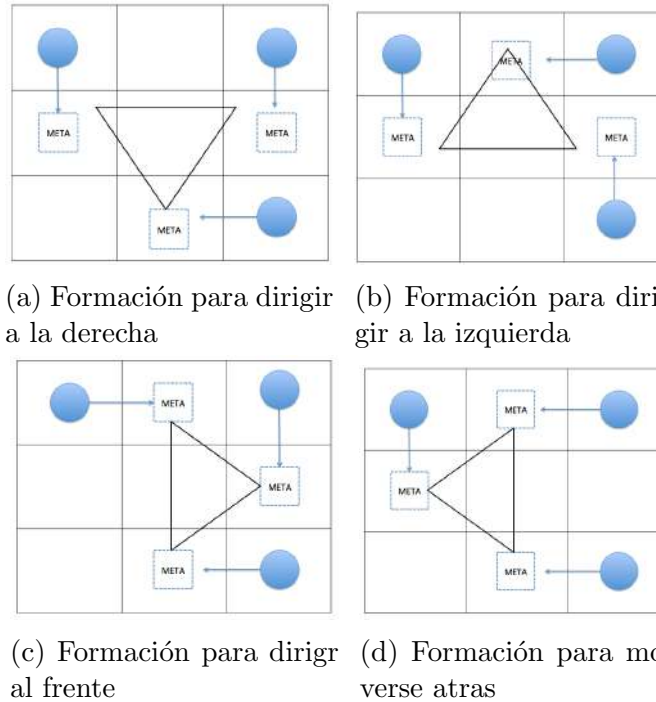 META
META
META
META
META
META
(a) Formación para dirigir
a la derecha
(b) Formación para diri
gir a la izquierda
META
META
META
META
META
META
(c) Formación para dirigr
al frente
(d) Formación para mo
verse atras